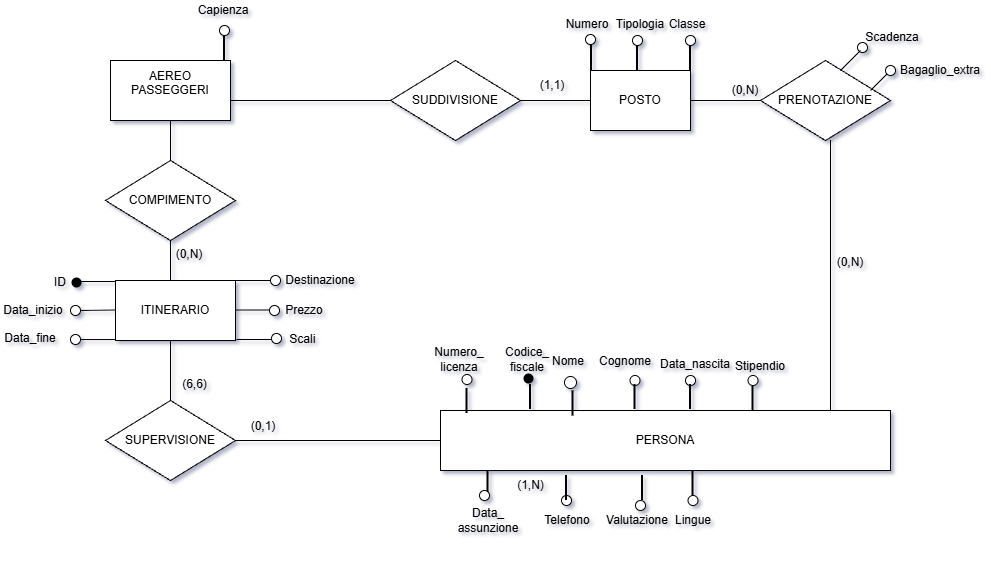 Capienza
Numero
Tipologia
Classe
Scadenza
Bagaglio_extra
AEREO
PASSEGGERI
SUDDIVISIONE
(1,1)
POSTO
(0,N)
PRENOTAZIONE
COMPIMENTO
(0,N)
(0,N)
ID
Destinazione
Data_inizio
ITINERARIO
Prezzo
Data_fine
Scali
Numero_
licenza
Codice_
fiscale
Nome
Cognome
Data_nascita
Stipendio
(6,6)
SUPERVISIONE
(0,1)
PERSONA
(1,N)
Data_
assunzione
Telefono
Valutazione
Lingue